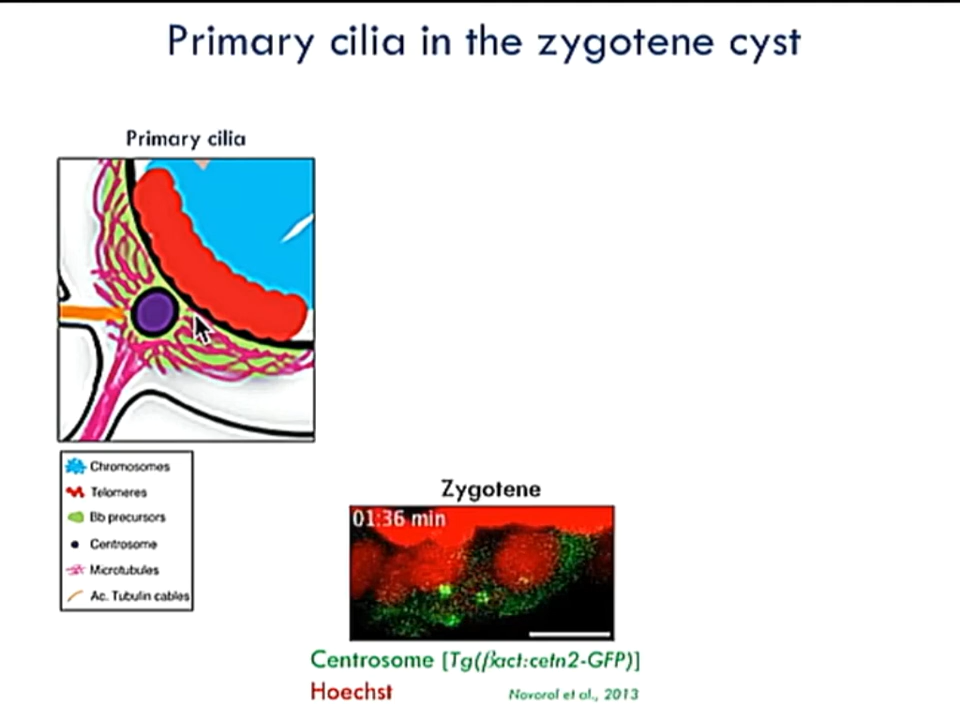 Primary cilia in the zygotene cyst
Primary cilia
Chromosomes
Telomeres
Bb precursors
Centrosome
Microtubules
Ac. Tubulin cables
Zygotene
01:36 min
Centrosome [Tg(βact:cetn2-GFP)]
Hoechst
Novorol et al., 2013